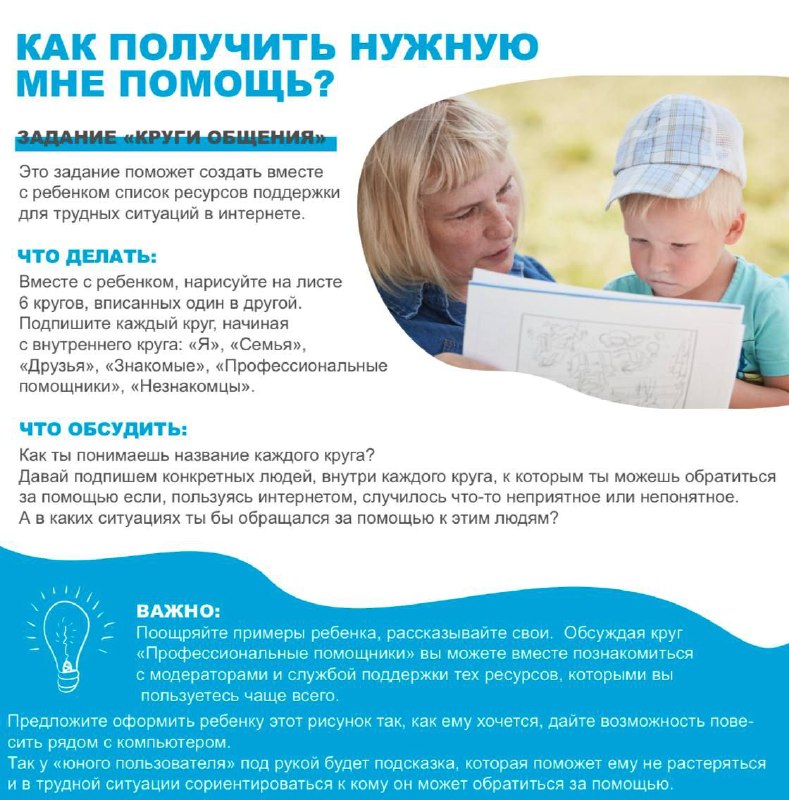 КАК ПОЛУЧИТЬ НУЖНУЮ
МНЕ ПОМОЩЬ?
ЗАДАНИЕ «КРУГИ ОБЩЕНИЯ»
Это задание поможет создать вместе
с ребенком список ресурсов поддержки
для трудных ситуаций в интернете.
ЧТО ДЕЛАТЬ:
Вместе с ребенком, нарисуйте на листе
6 кругов, вписанных один в другой.
Подпишите каждый круг, начиная
с внутреннего круга: «Я», «Семья»,
«Друзья», «Знакомые», «Профессиональные
помощники», «Незнакомцы».
ЧТО ОБСУДИТЬ:
Как ты понимаешь название каждого круга?
Давай подпишем конкретных людей, внутри каждого круга, к которым ты можешь обратиться
за помощью если, пользуясь интернетом, случилось что-то неприятное или непонятное.
А в каких ситуациях ты бы обращался за помощью к этим людям?
ВАЖНО:
Поощряйте примеры ребенка, рассказывайте свои. Обсуждая круг
«Профессиональные помощники» вы можете вместе познакомиться
с модераторами и службой поддержки тех ресурсов, которыми вы
пользуетесь чаще всего.
Предложите оформить ребенку этот рисунок так, как ему хочется, дайте возможность пове-
сить рядом с компьютером.
Так у «юного пользователя» под рукой будет подсказка, которая поможет ему не растеряться
и в трудной ситуации сориентироваться к кому он может обратиться за помощью.